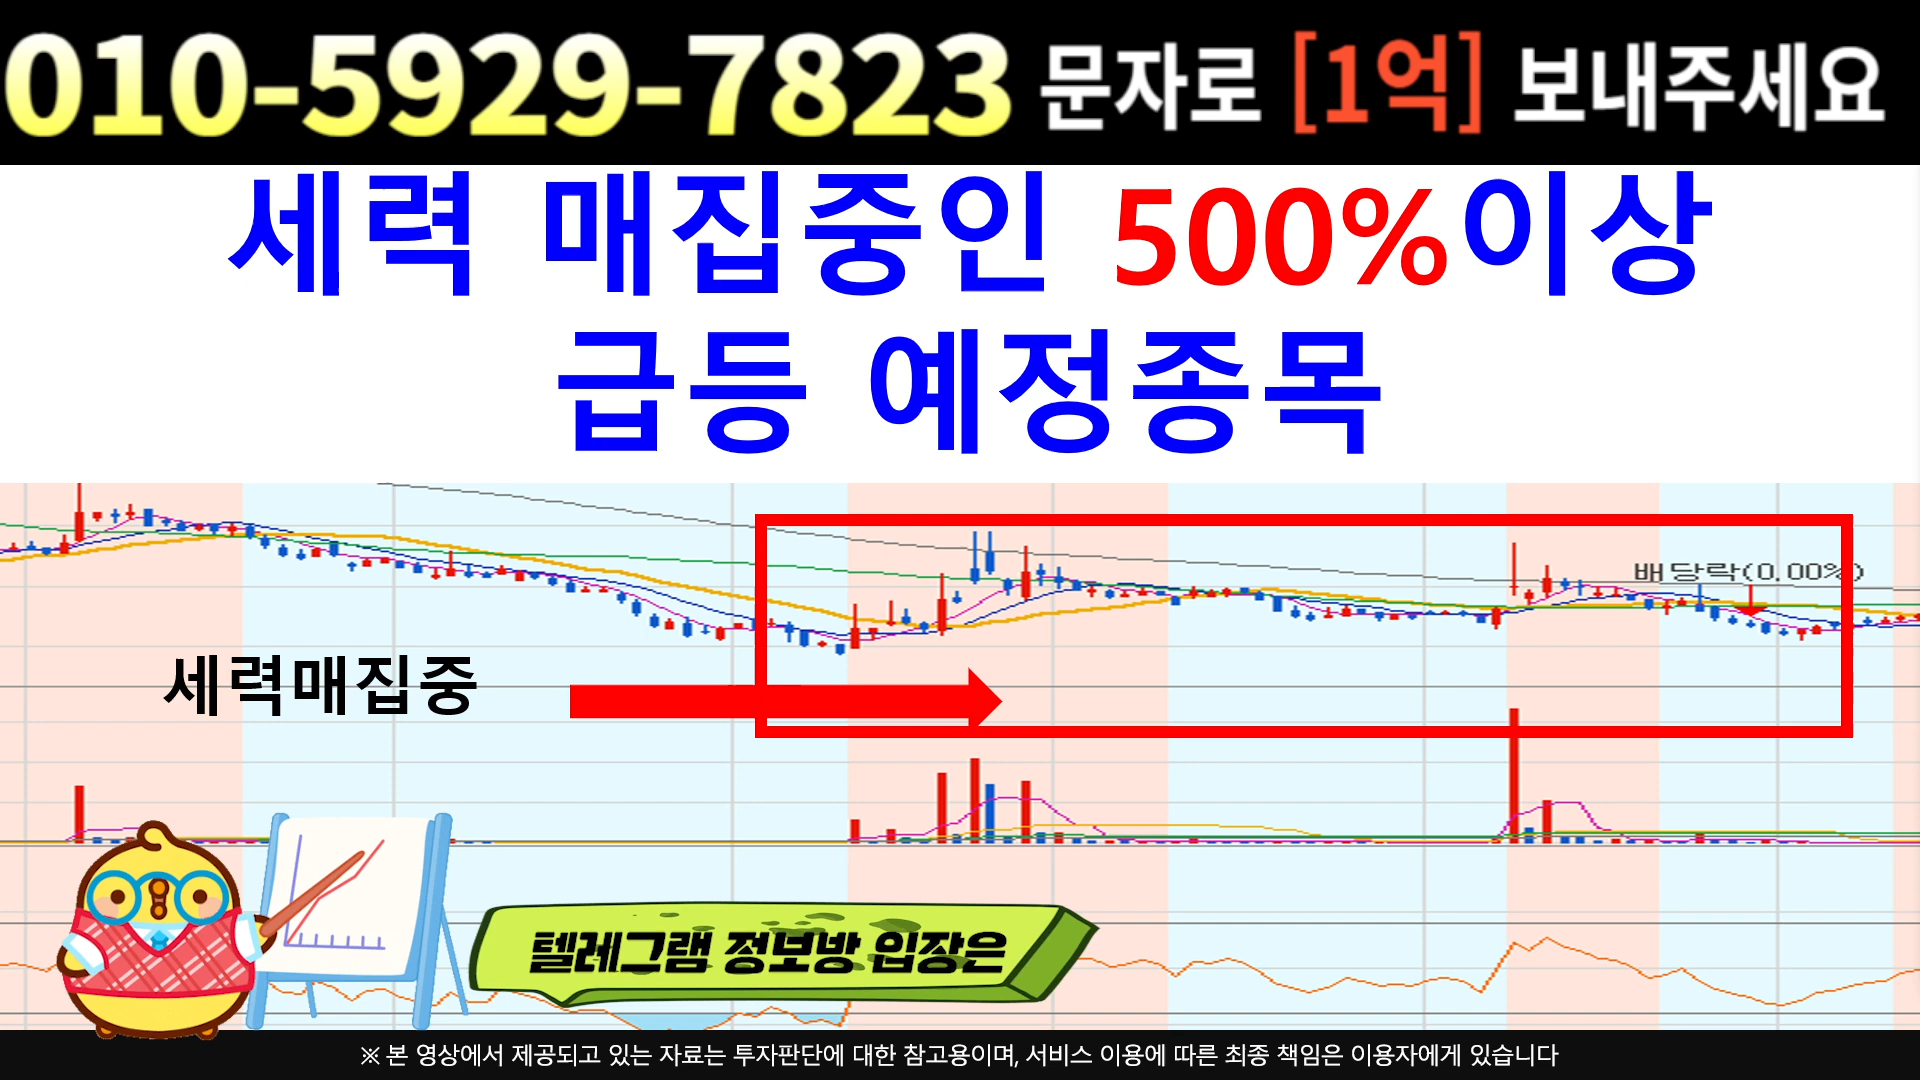 010-5929-7823 문자로 [1억] 보내주세요
세력 매집중인 500%이상
급등 예정종목
배당락(0.00%)
세력매집중
텔레그램 정보방 입장은
※ 본 영상에서 제공되고 있는 자료는 투자판단에 대한 참고용이며, 서비스 이용에 따른 최종 책임은 이용자에게 있습니다